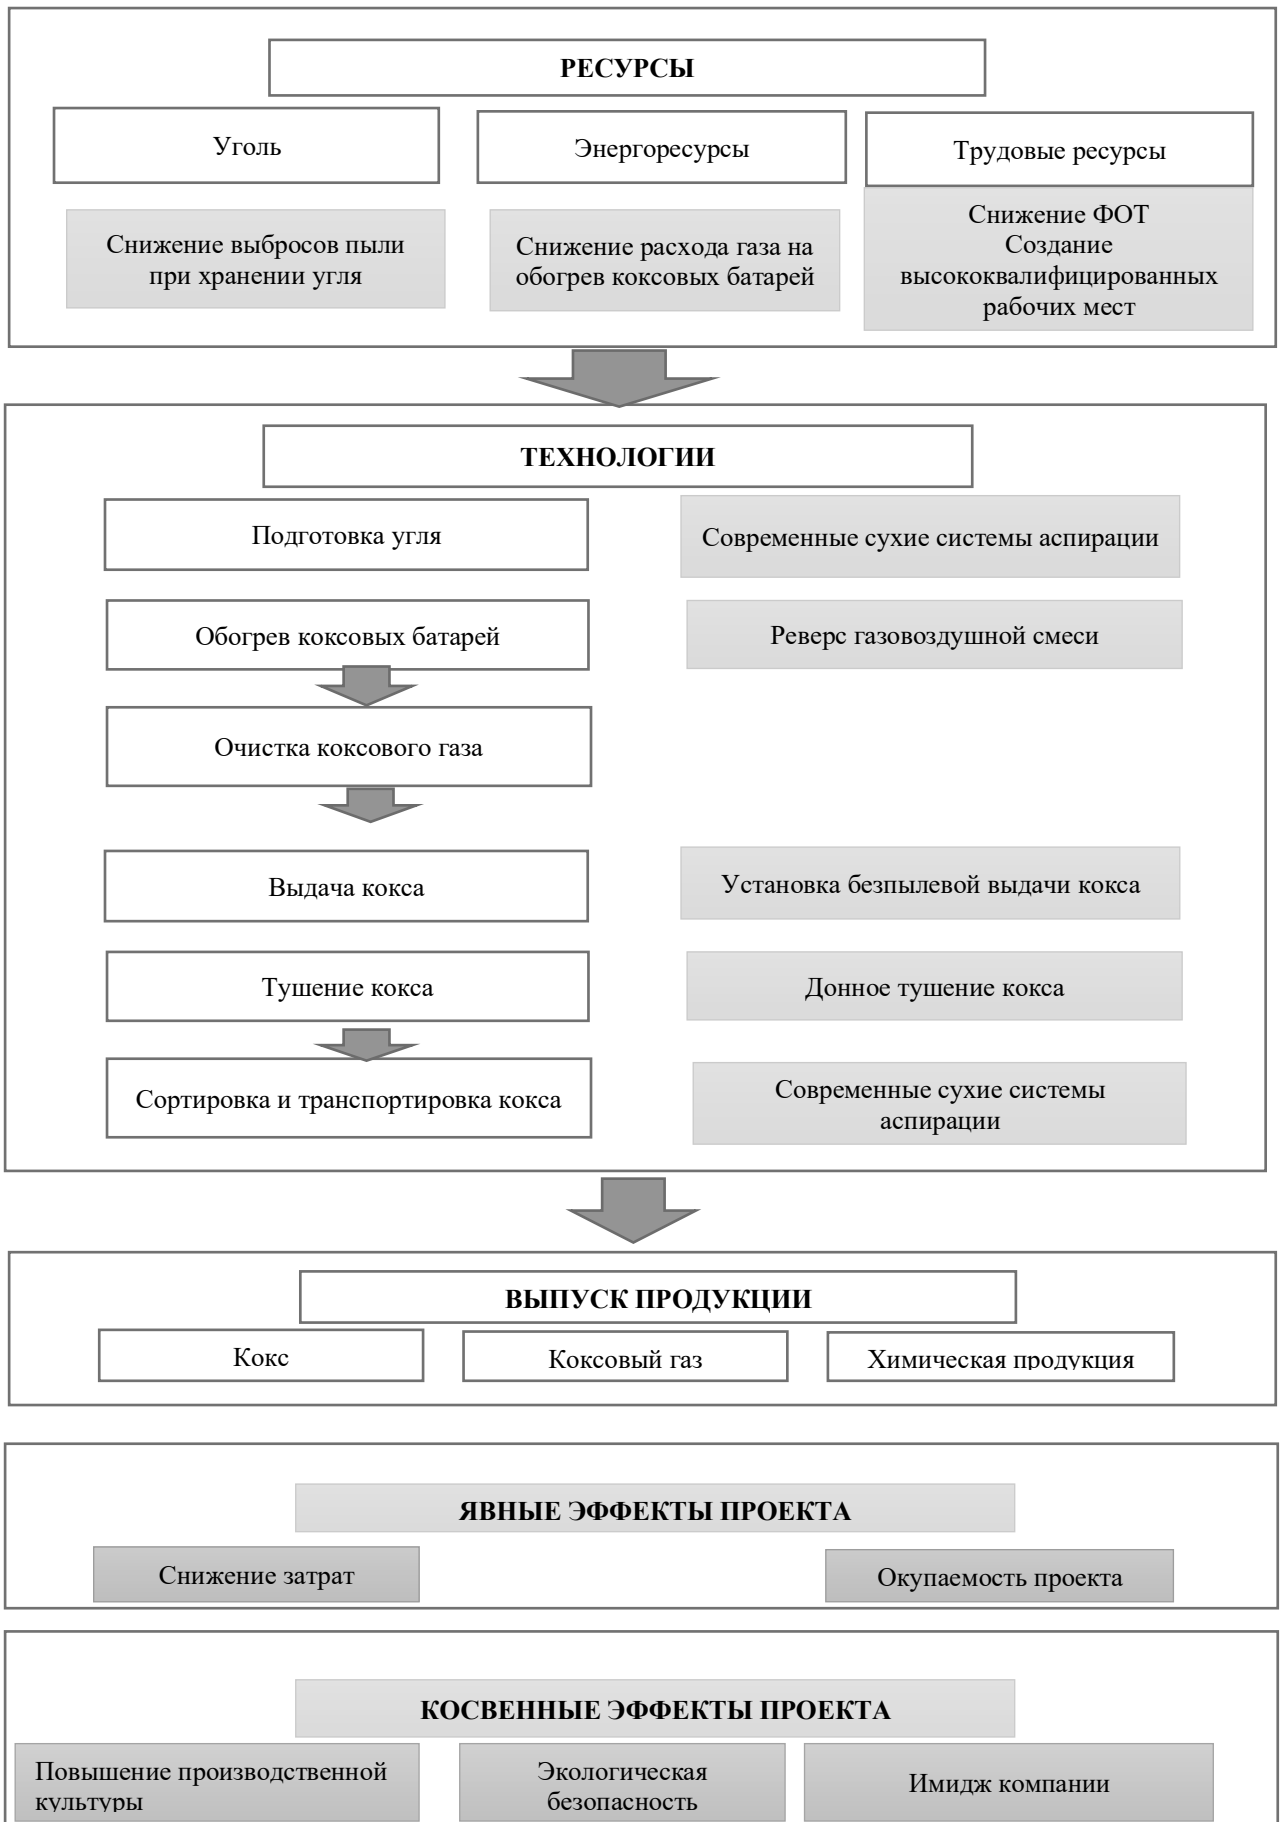 РЕСУРСЫ
Уголь
Энергоресурсы
Трудовые ресурсы
Снижение выбросов пыли
при хранении угля
Снижение расхода газа на
обогрев коксовых батарей
Снижение ФОТ
Создание
высококвалифицированных
рабочих мест
ТЕХНОЛОГИИ
Подготовка угля
Современные сухие системы аспирации
Обогрев коксовых батарей
Реверс газовоздушной смеси
Очистка коксового газа
Выдача кокса
Установка безпылевой выдачи кокса
Тушение кокса
Донное тушение кокса
Сортировка и транспортировка кокса
Современные сухие системы
аспирации
ВЫПУСК ПРОДУКЦИИ
Кокс
Коксовый газ
Химическая продукция
ЯВНЫЕ ЭФФЕКТЫ ПРОЕКТА
Снижение затрат
Окупаемость проекта
КОСВЕННЫЕ ЭФФЕКТЫ ПРОЕКТА
Повышение производственной
культуры
Экологическая
безопасность
Имидж компании